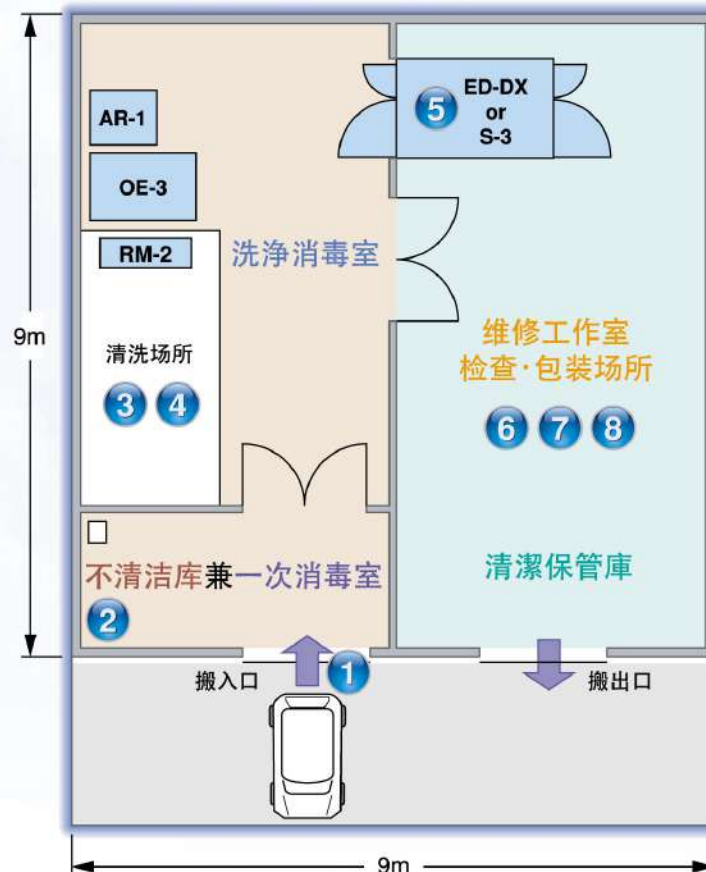 ED-DX
or
S-3
⑤
AR-1
OE-3
RM-2
洗浄消毒室
9m
清洗场所
③ ④
维修工作室
检查·包装场所
⑥ ⑦ ⑧
不清洁库兼一次消毒室
②
清潔保管庫
搬入口
①
搬出口
9m